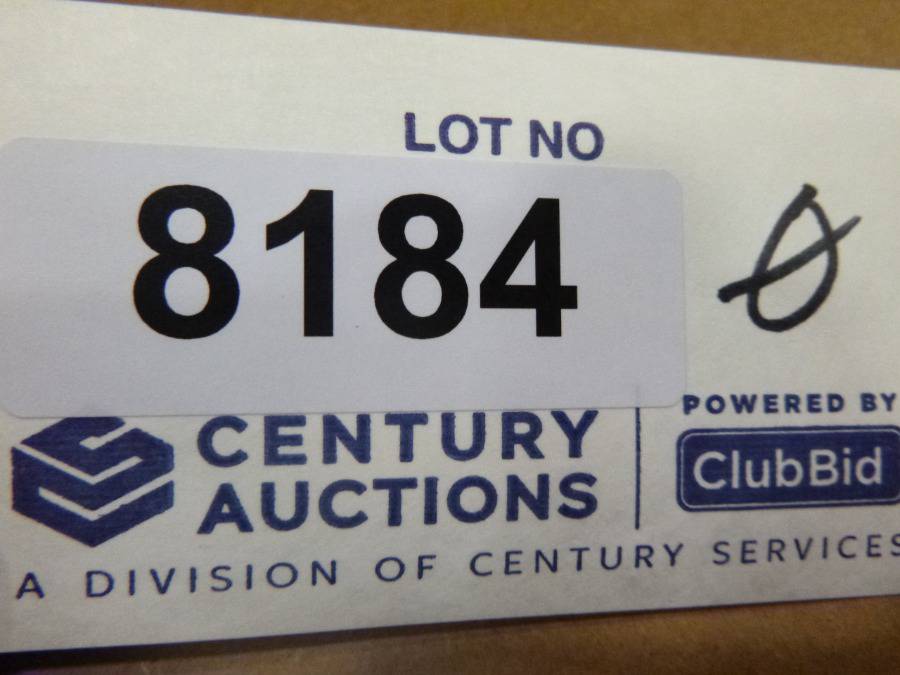 LOT NO
8184
Ø
CENTURY
AUCTIONS
POWERED BY
ClubBid
A DIVISION OF CENTURY SERVICES